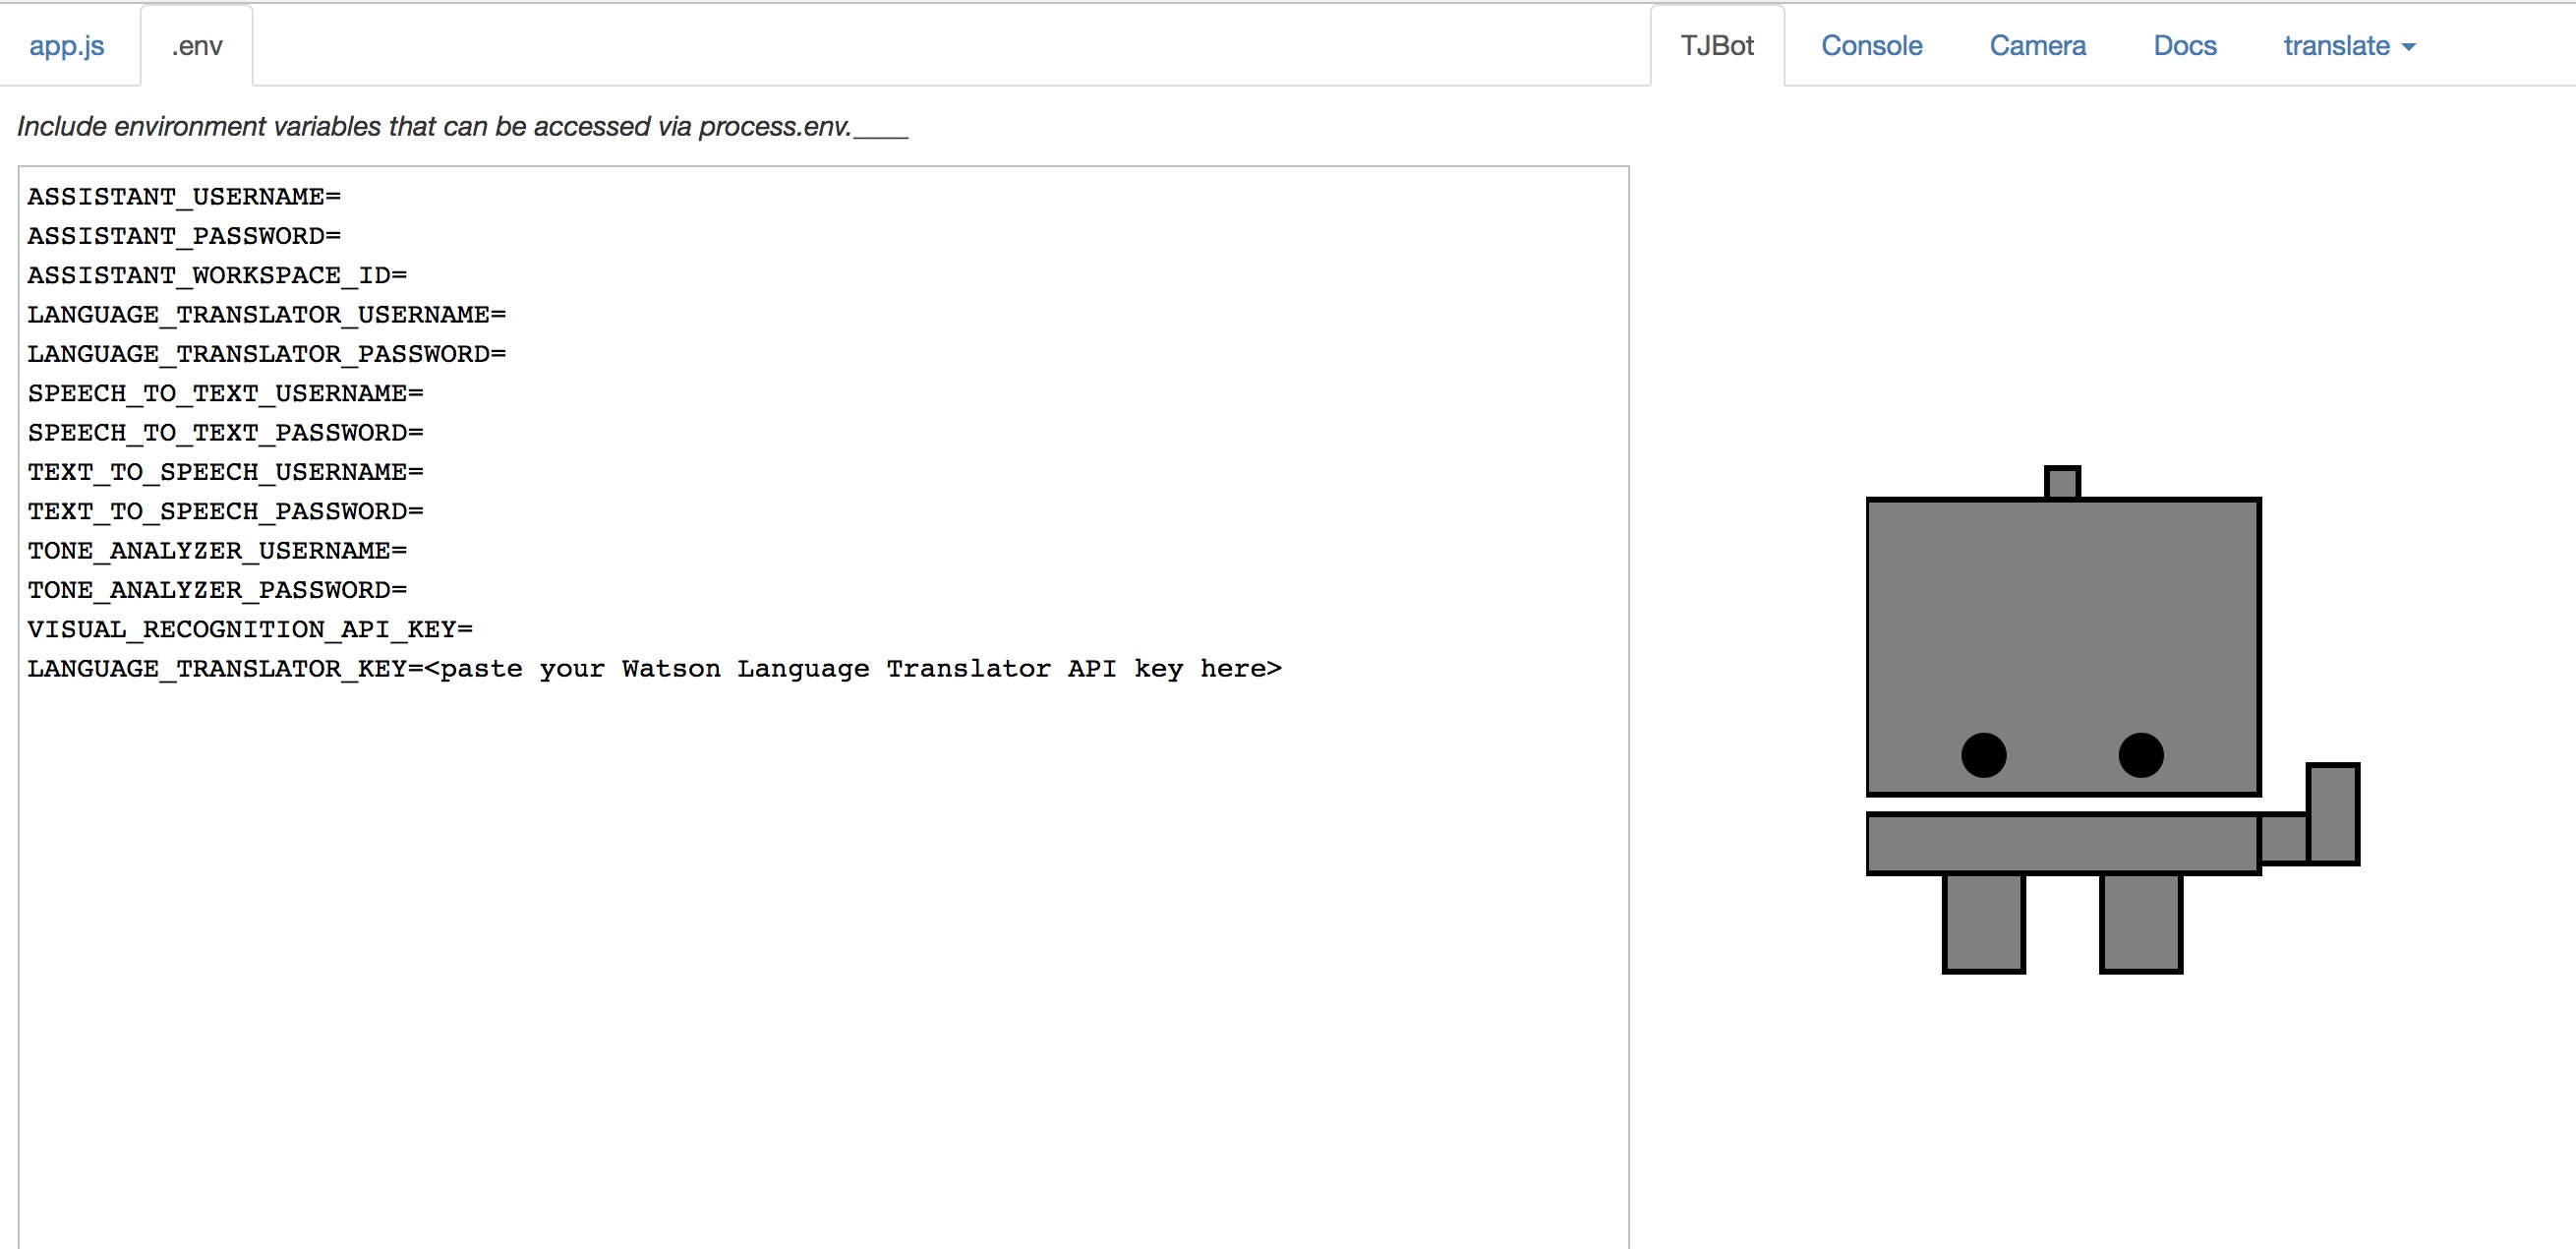 app.js
.env
TJBot
Console
Camera
Docs
translate
Include environment variables that can be accessed via process.env.____
ASSISTANT_USERNAME=
ASSISTANT_PASSWORD=
ASSISTANT_WORKSPACE_ID=
LANGUAGE_TRANSLATOR_USERNAME=
LANGUAGE_TRANSLATOR_PASSWORD=
SPEECH_TO_TEXT_USERNAME=
SPEECH_TO_TEXT_PASSWORD=
TEXT_TO_SPEECH_USERNAME=
TEXT_TO_SPEECH_PASSWORD=
TONE_ANALYZER_USERNAME=
TONE_ANALYZER_PASSWORD=
VISUAL_RECOGNITION_API_KEY=
LANGUAGE_TRANSLATOR_KEY=<paste your Watson Language Translator API key here>